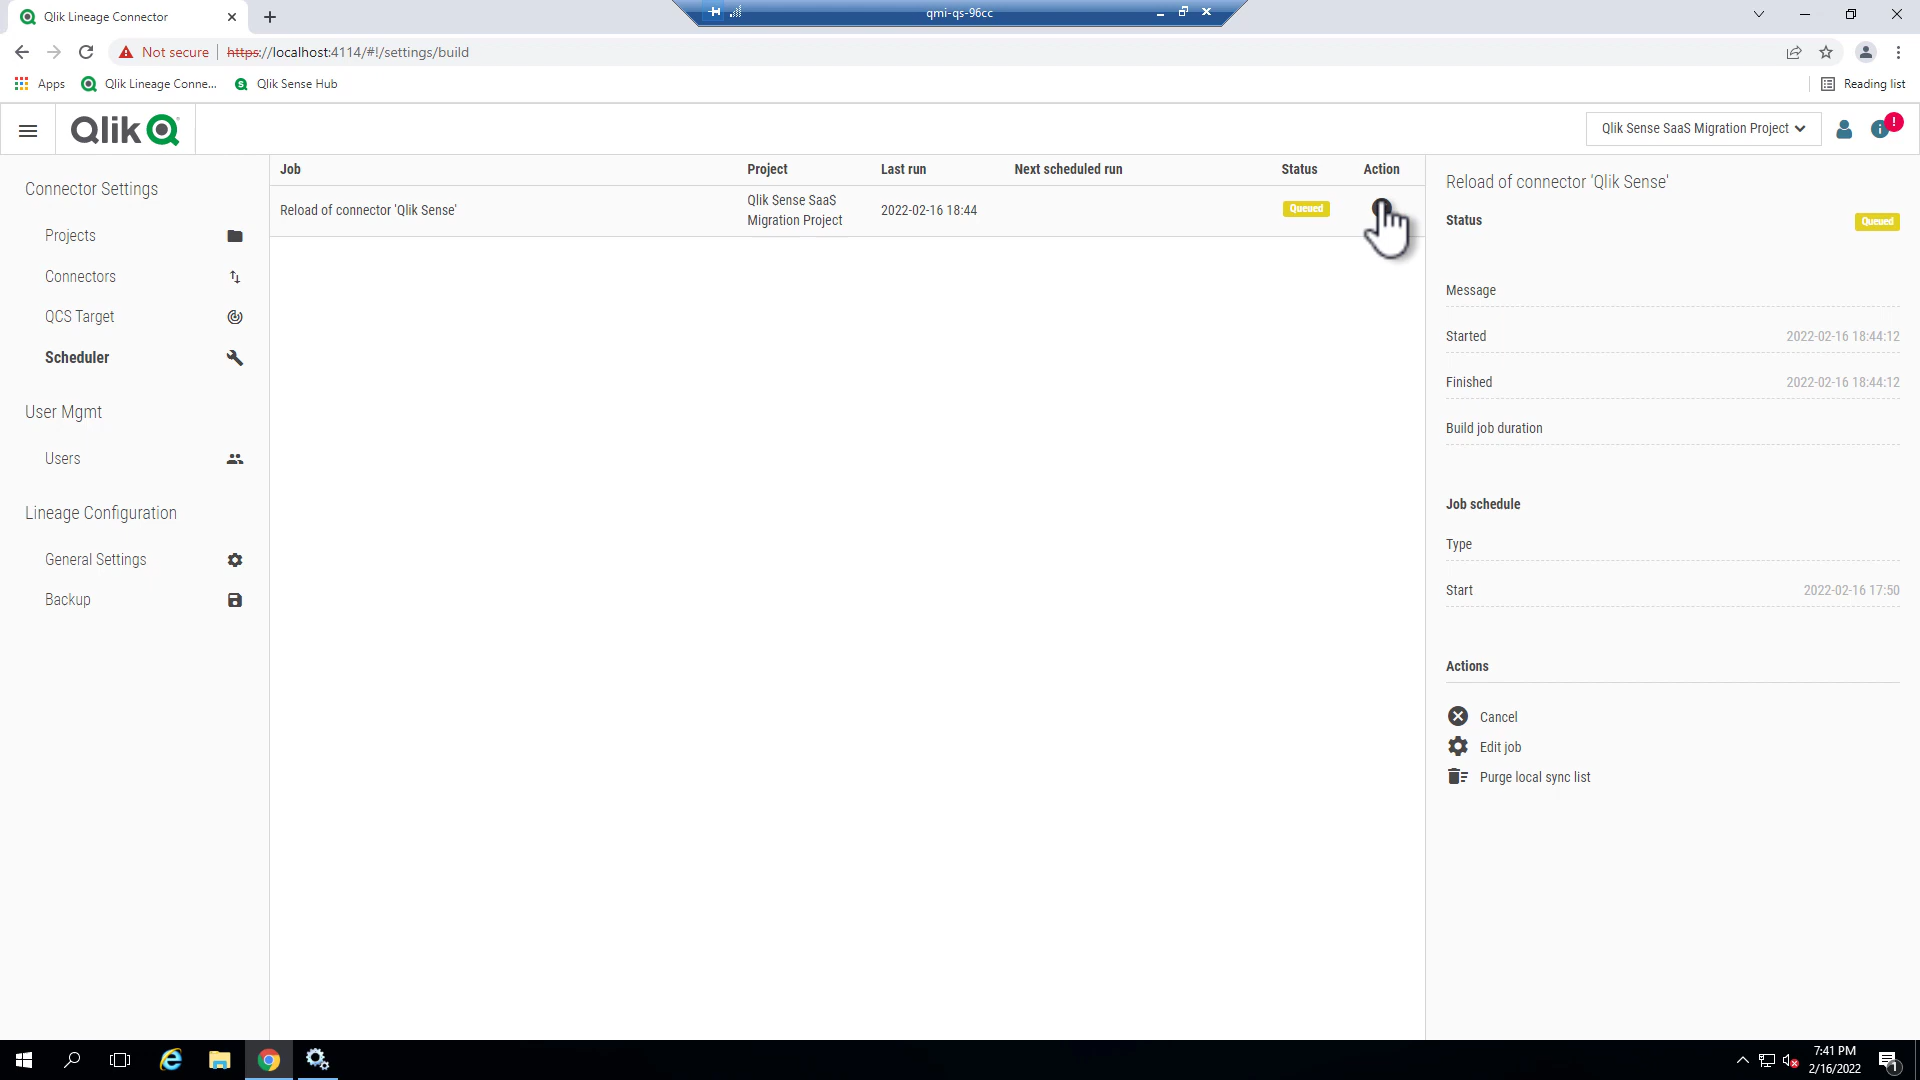 Qlik Lineage Connector
qmi-qs-96cc
Not secure https://localhost:4114/#!/settings/build
Apps Qlik Lineage Conne... Qlik Sense Hub Reading list
Qlik Qlik Sense SaaS Migration Project !
Connector Settings
Projects
Connectors
QCS Target
Scheduler
User Mgmt
Users
Lineage Configuration
General Settings
Backup
Job Project Last run Next scheduled run Status Action
Reload of connector 'Qlik Sense' Qlik Sense SaaS
Migration Project 2022-02-16 18:44 Queued
Reload of connector 'Qlik Sense'
Status Queued
Message
Started 2022-02-16 18:44:12
Finished 2022-02-16 18:44:12
Build job duration
Job schedule
Type
Start 2022-02-16 17:50
Actions
Cancel
Edit job
Purge local sync list
7:41 PM
2/16/2022
1